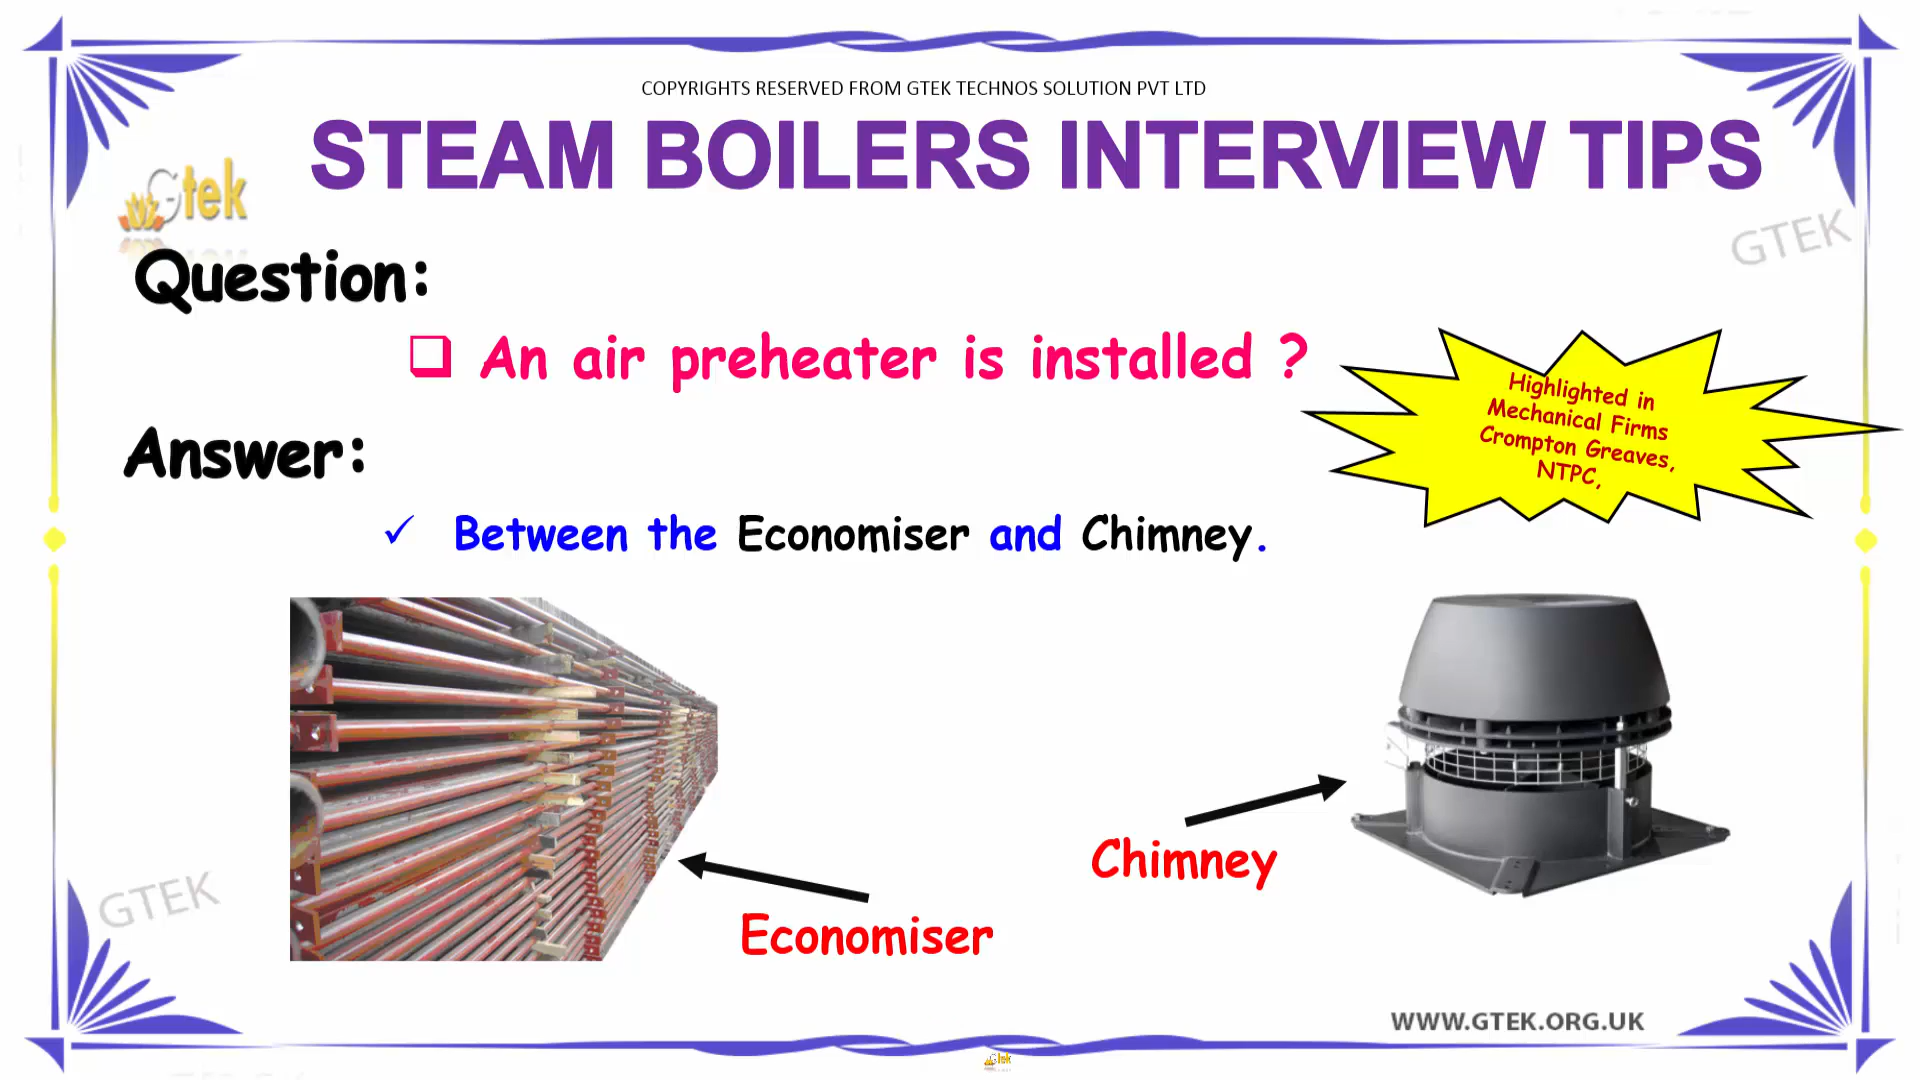 COPYRIGHTS RESERVED FROM GTEK TECHNOS SOLUTION PVT LTD
STEAM BOILERS INTERVIEW TIPS
Gtek
GTEK
Question:
An air preheater is installed ?
Highlighted in
Mechanical Firms
Crompton Greaves,
NTPC,
Answer:
Between the Economiser and Chimney.
Chimney
Economiser
GTEK
WWW.GTEK.ORG.UK
Gtek